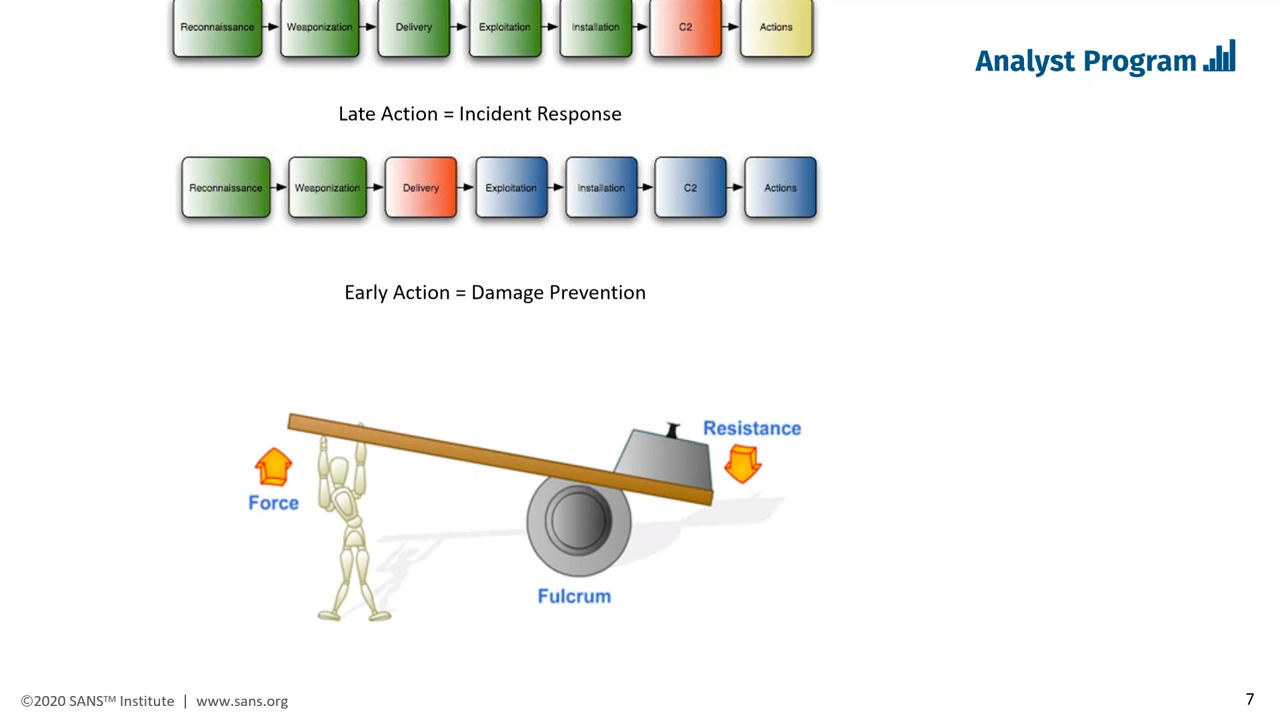 Reconnaissance Weaponization Delivery Exploitation Installation C2 Actions
Analyst Program
Late Action = Incident Response
Reconnaissance Weaponization Delivery Exploitation Installation C2 Actions
Early Action = Damage Prevention
Resistance
Force
Fulcrum
©2020 SANS™ Institute | www.sans.org
7